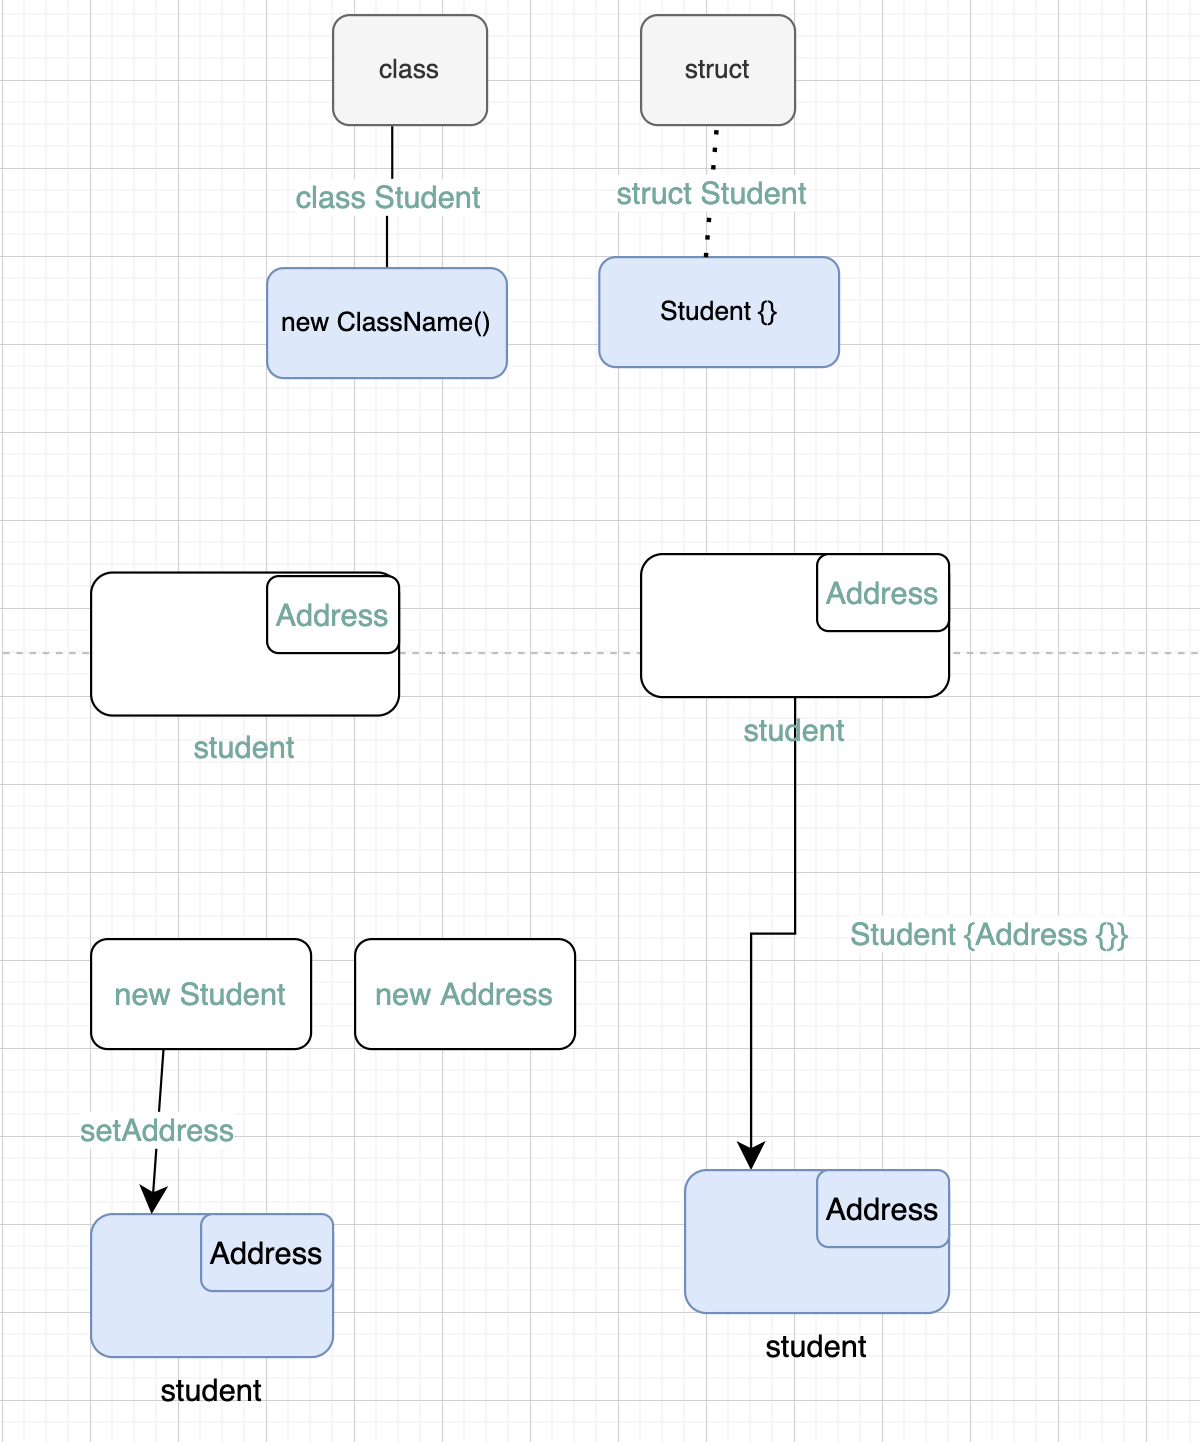 class
struct
class Student
struct Student
new ClassName()
Student {}
Address
Address
student
student
Student {Address {}}
new Student
new Address
setAddress
Address
Address
student
student